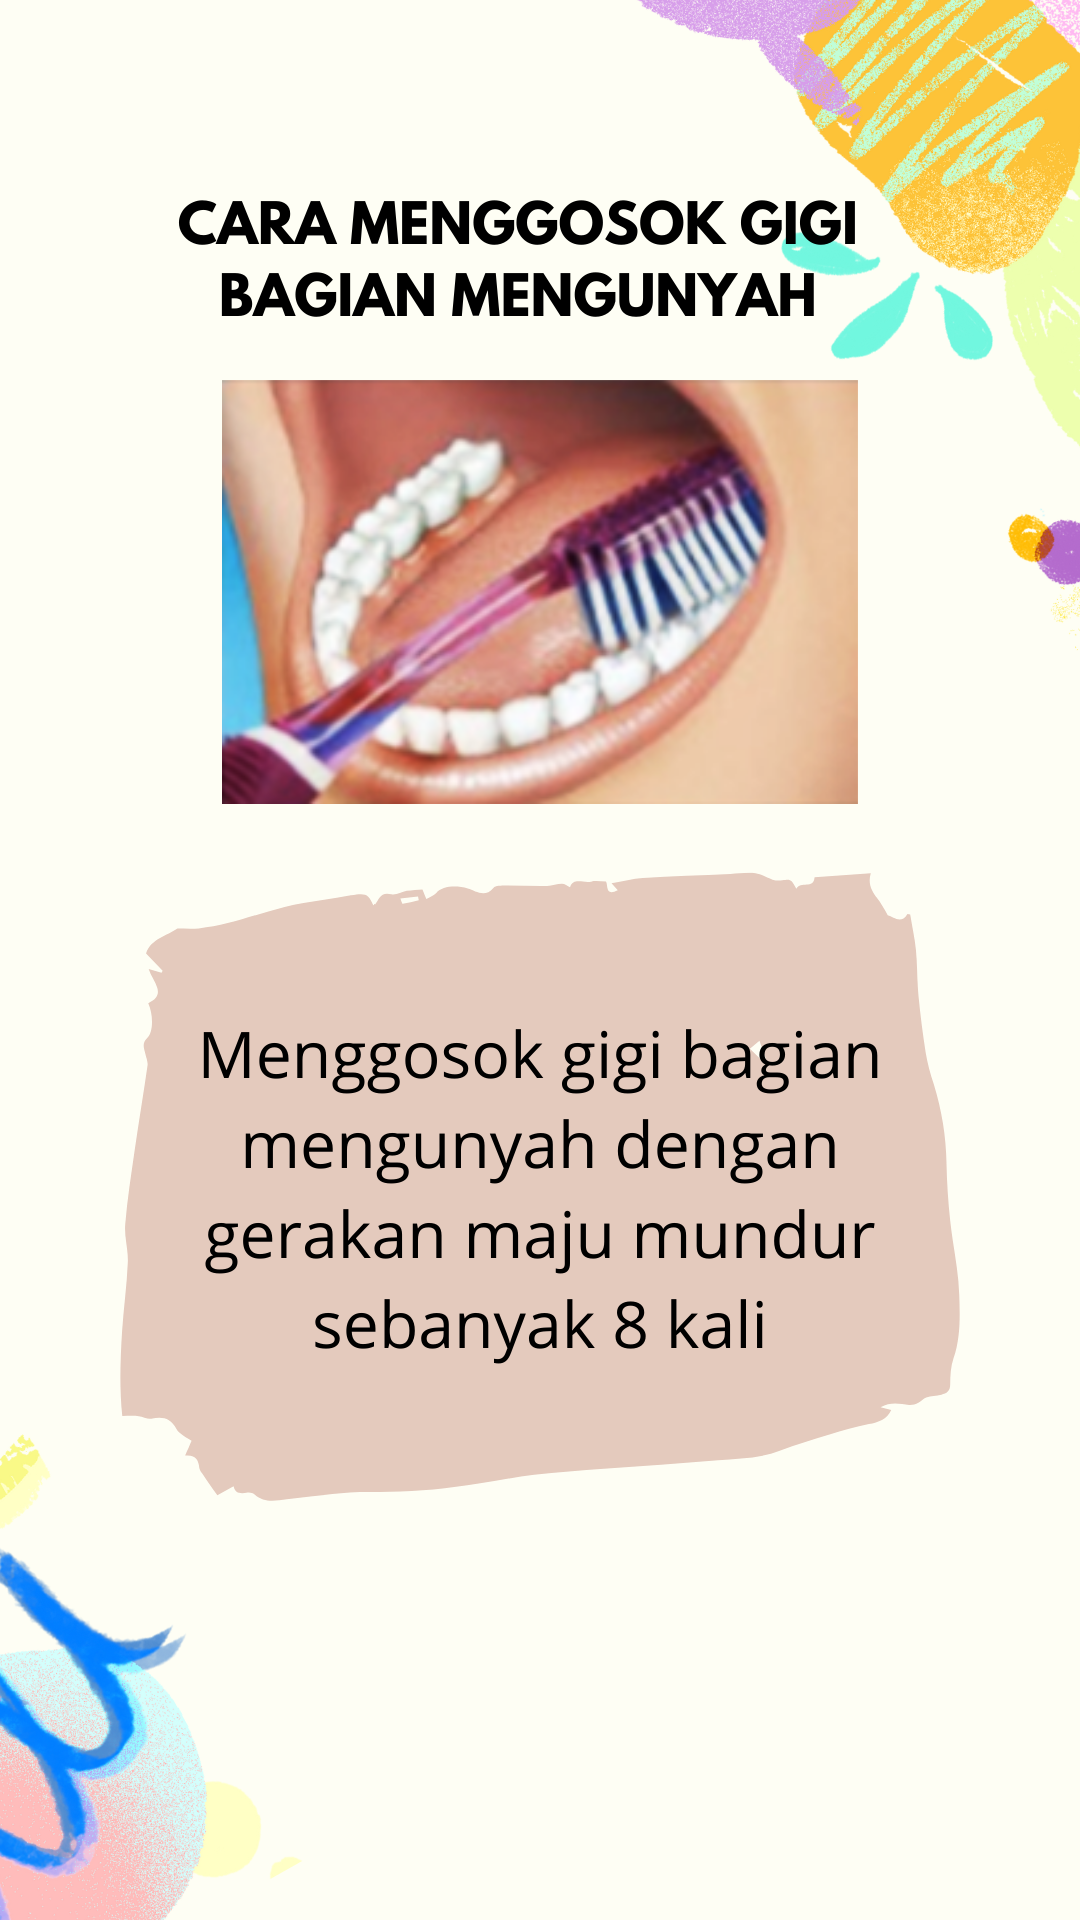 CARA MENGGOSOK GIGI
BAGIAN MENGUNYAH
Menggosok gigi bagian
mengunyah dengan
gerakan maju mundur
sebanyak 8 kali